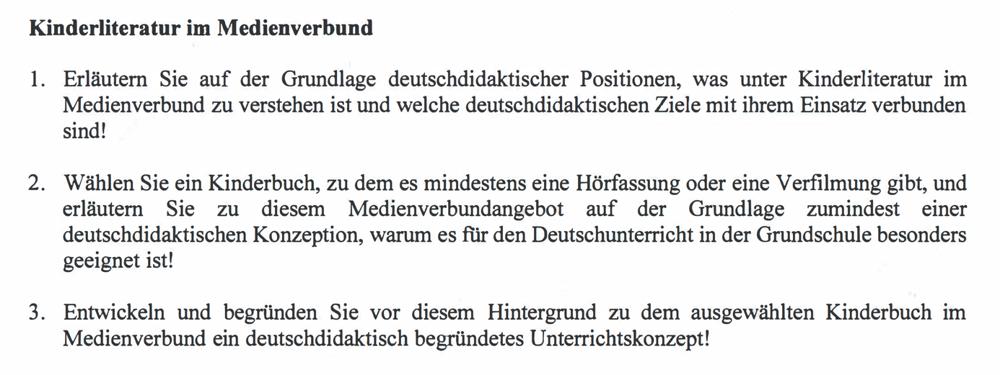 Kinderliteratur im Medienverbund
1. Erläutern Sie auf der Grundlage deutschdidaktischer Positionen, was unter Kinderliteratur im
Medienverbund zu verstehen ist und welche deutschdidaktischen Ziele mit ihrem Einsatz verbunden
sind!
2. Wählen Sie ein Kinderbuch, zu dem es mindestens eine Hörfassung oder eine Verfilmung gibt, und
erläutern Sie zu diesem Medienverbundangebot auf der Grundlage zumindest einer
deutschdidaktischen Konzeption, warum es für den Deutschunterricht in der Grundschule besonders
geeignet ist!
3. Entwickeln und begründen Sie vor diesem Hintergrund zu dem ausgewählten Kinderbuch im
Medienverbund ein deutschdidaktisch begründetes Unterrichtskonzept!